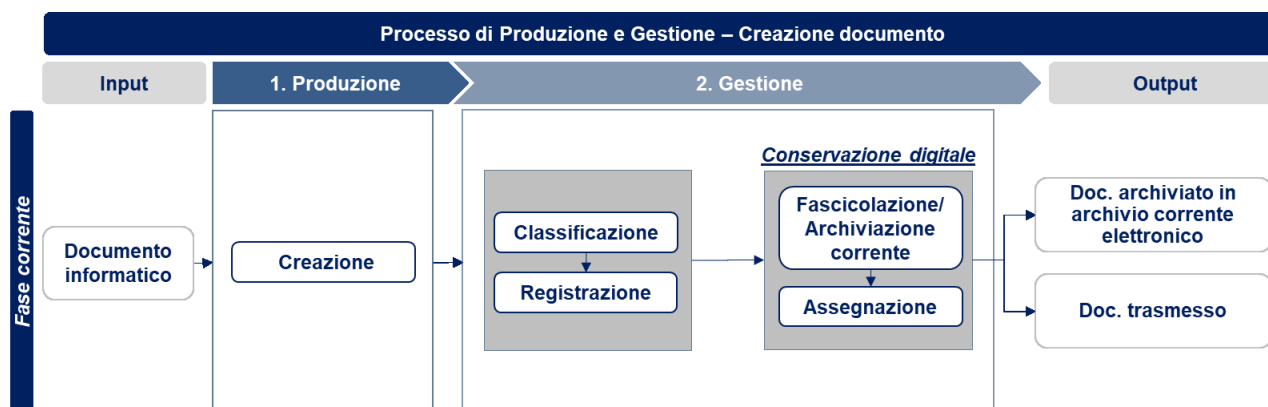 Processo di Produzione e Gestione – Creazione documento
Input
1. Produzione
2. Gestione
Output
Fase corrente
Documento
informatico
Creazione
Classificazione
Registrazione
Conservazione digitale
Fascicolazione/
Archiviazione
corrente
Assegnazione
Doc. archiviato in
archivio corrente
elettronico
Doc. trasmesso